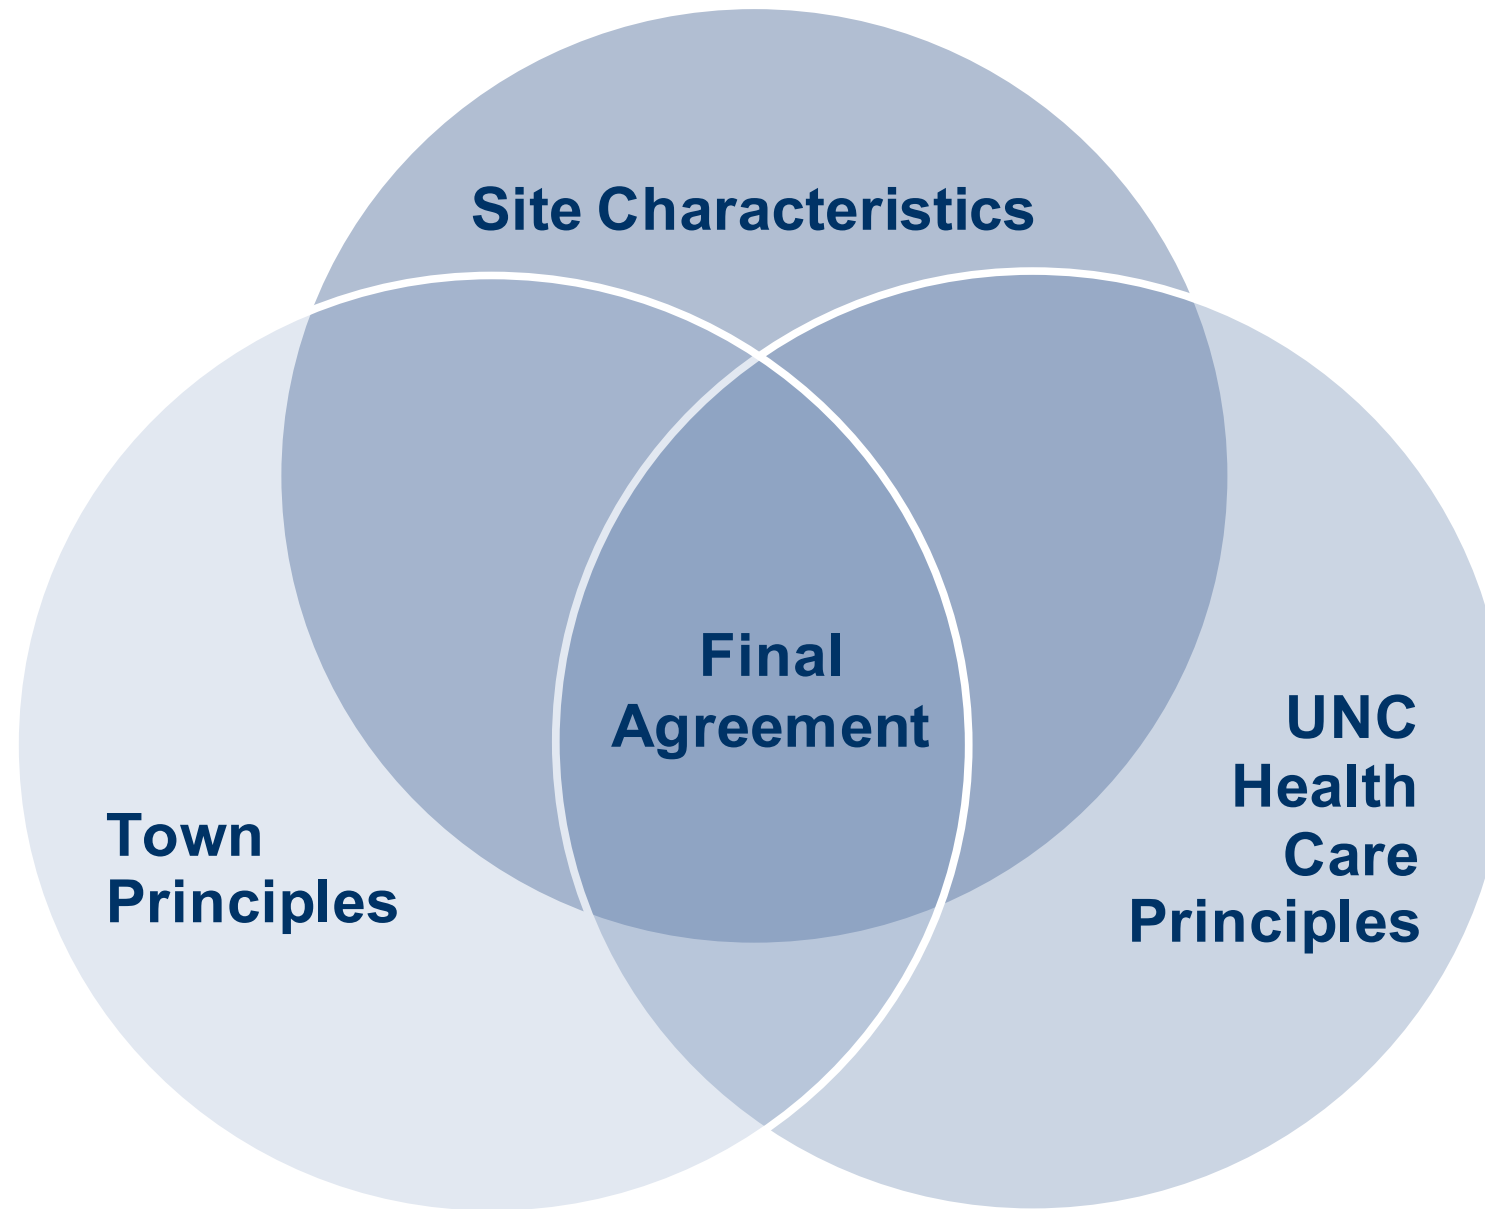 Site Characteristics
Final
Agreement
Town
Principles
UNC
Health
Care
Principles